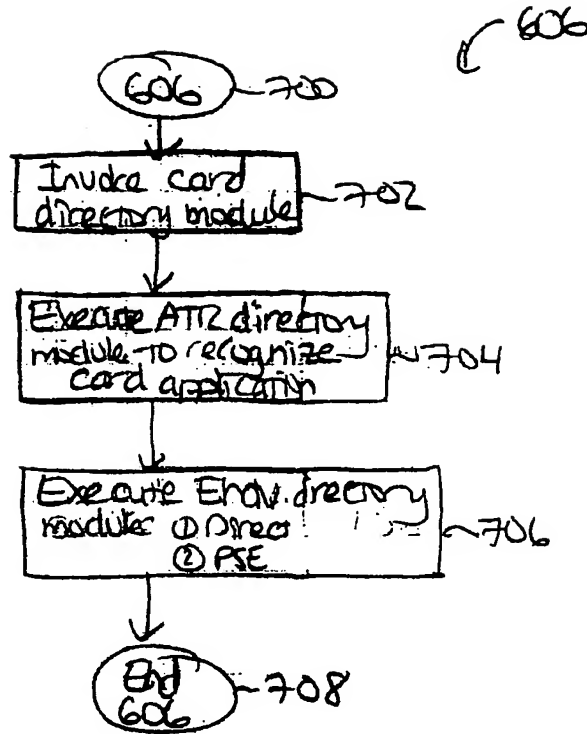 606
606
700
Invoke card
directory module
702
Execute ATR directory
module to recognize
card application
704
Execute directory
module: ① Direct
② PSE
706
End
606
708